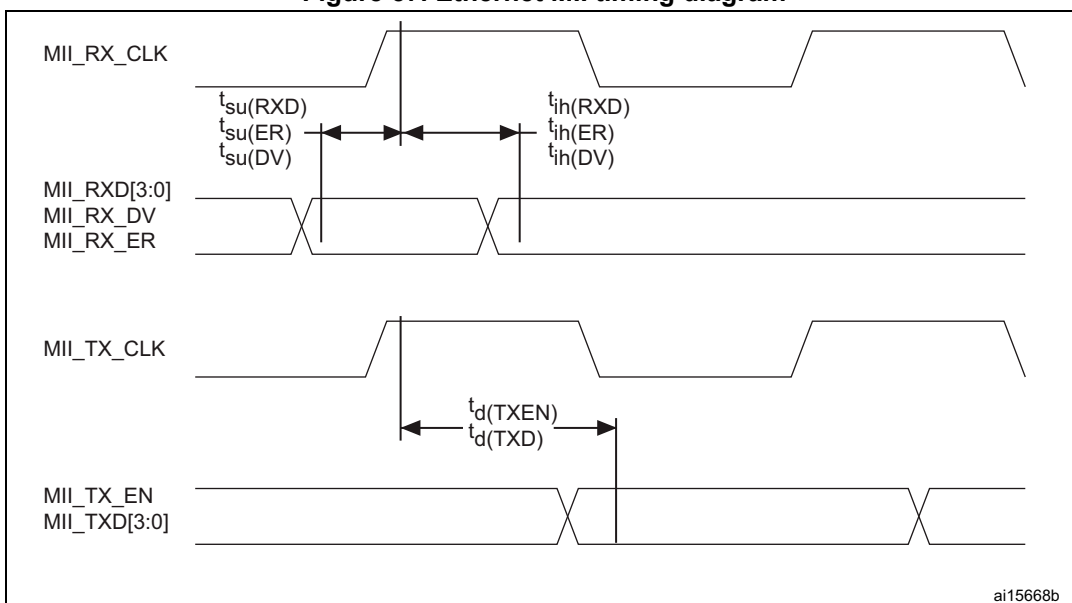 MII_RX_CLK
tsu(RXD)
tsu(ER)
tsu(DV)
tih(RXD)
tih(ER)
tih(DV)
MII_RXD[3:0]
MII_RX_DV
MII_RX_ER
MII_TX_CLK
td(TXEN)
td(TXD)
MII_TX_EN
MII_TXD[3:0]
ai15668b